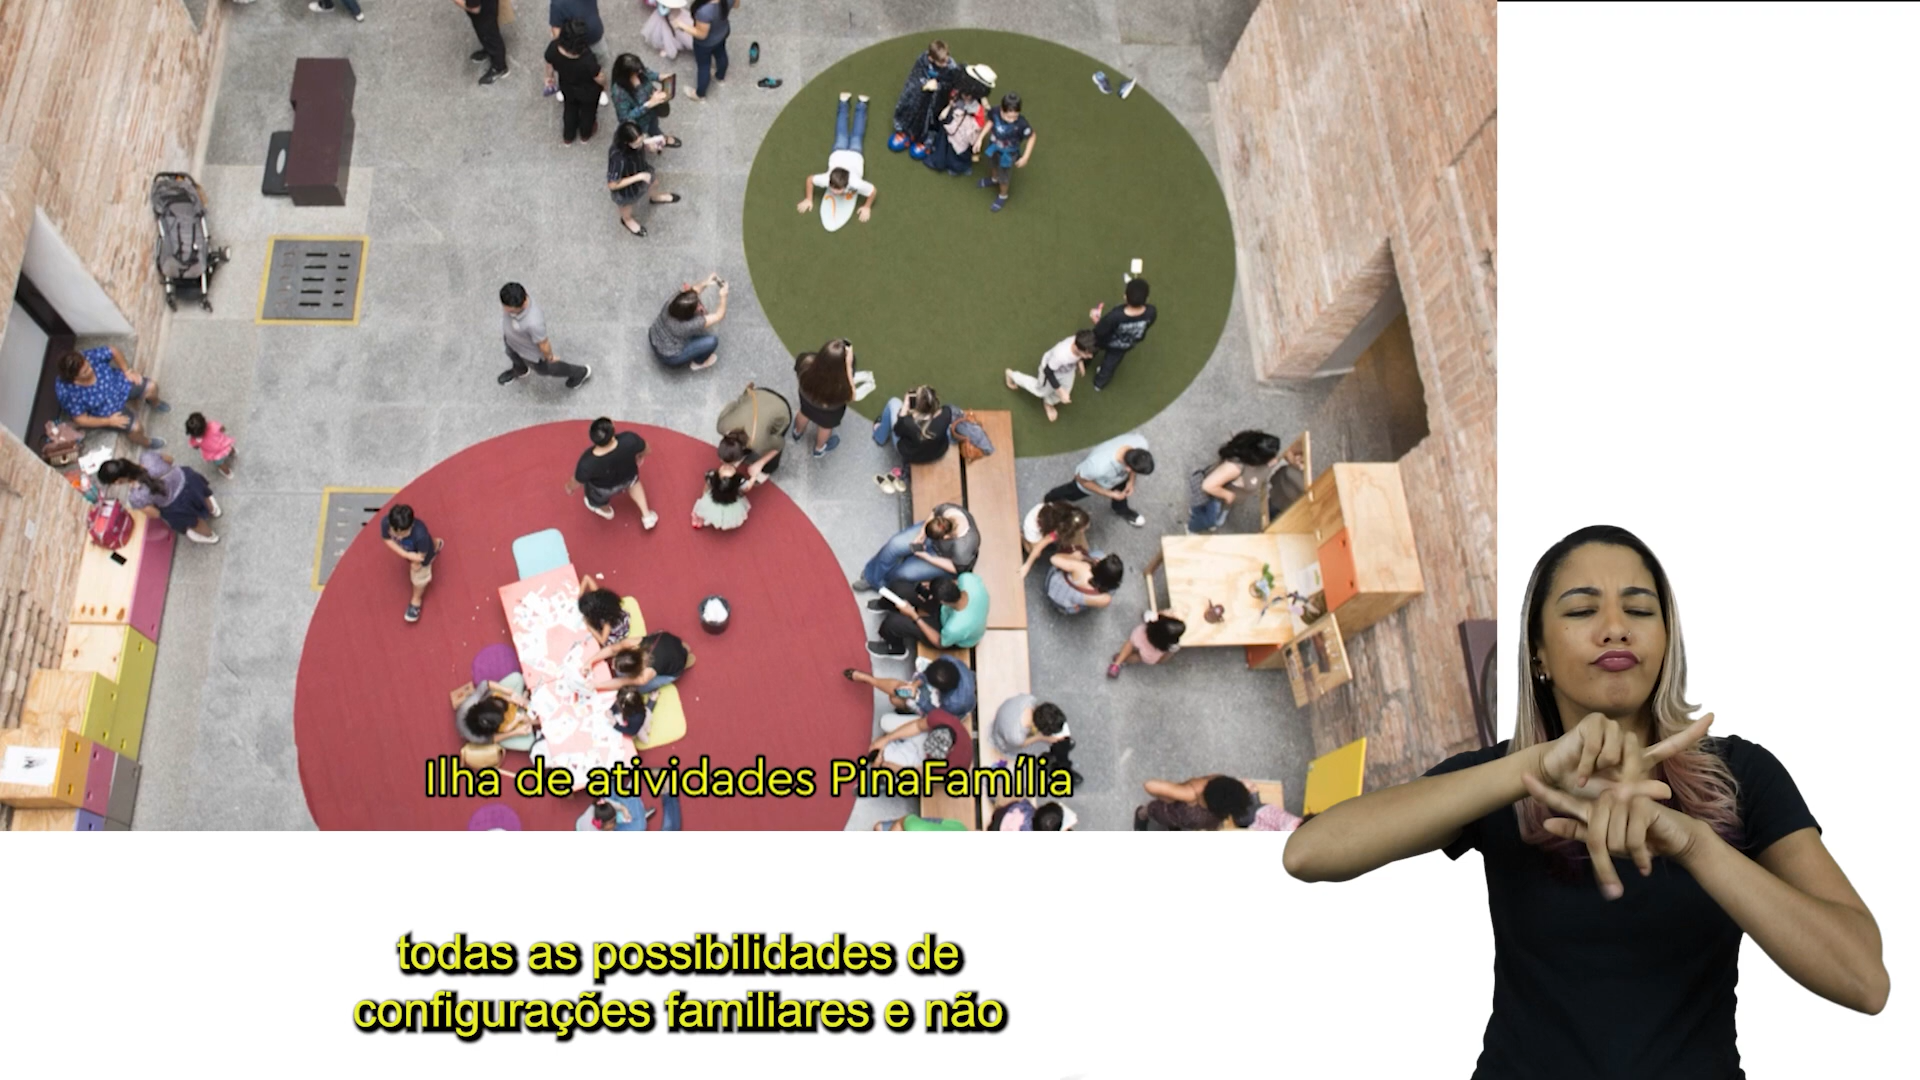 Ilha de atividades PinaFamília
todas as possibilidades de
configurações familiares e não